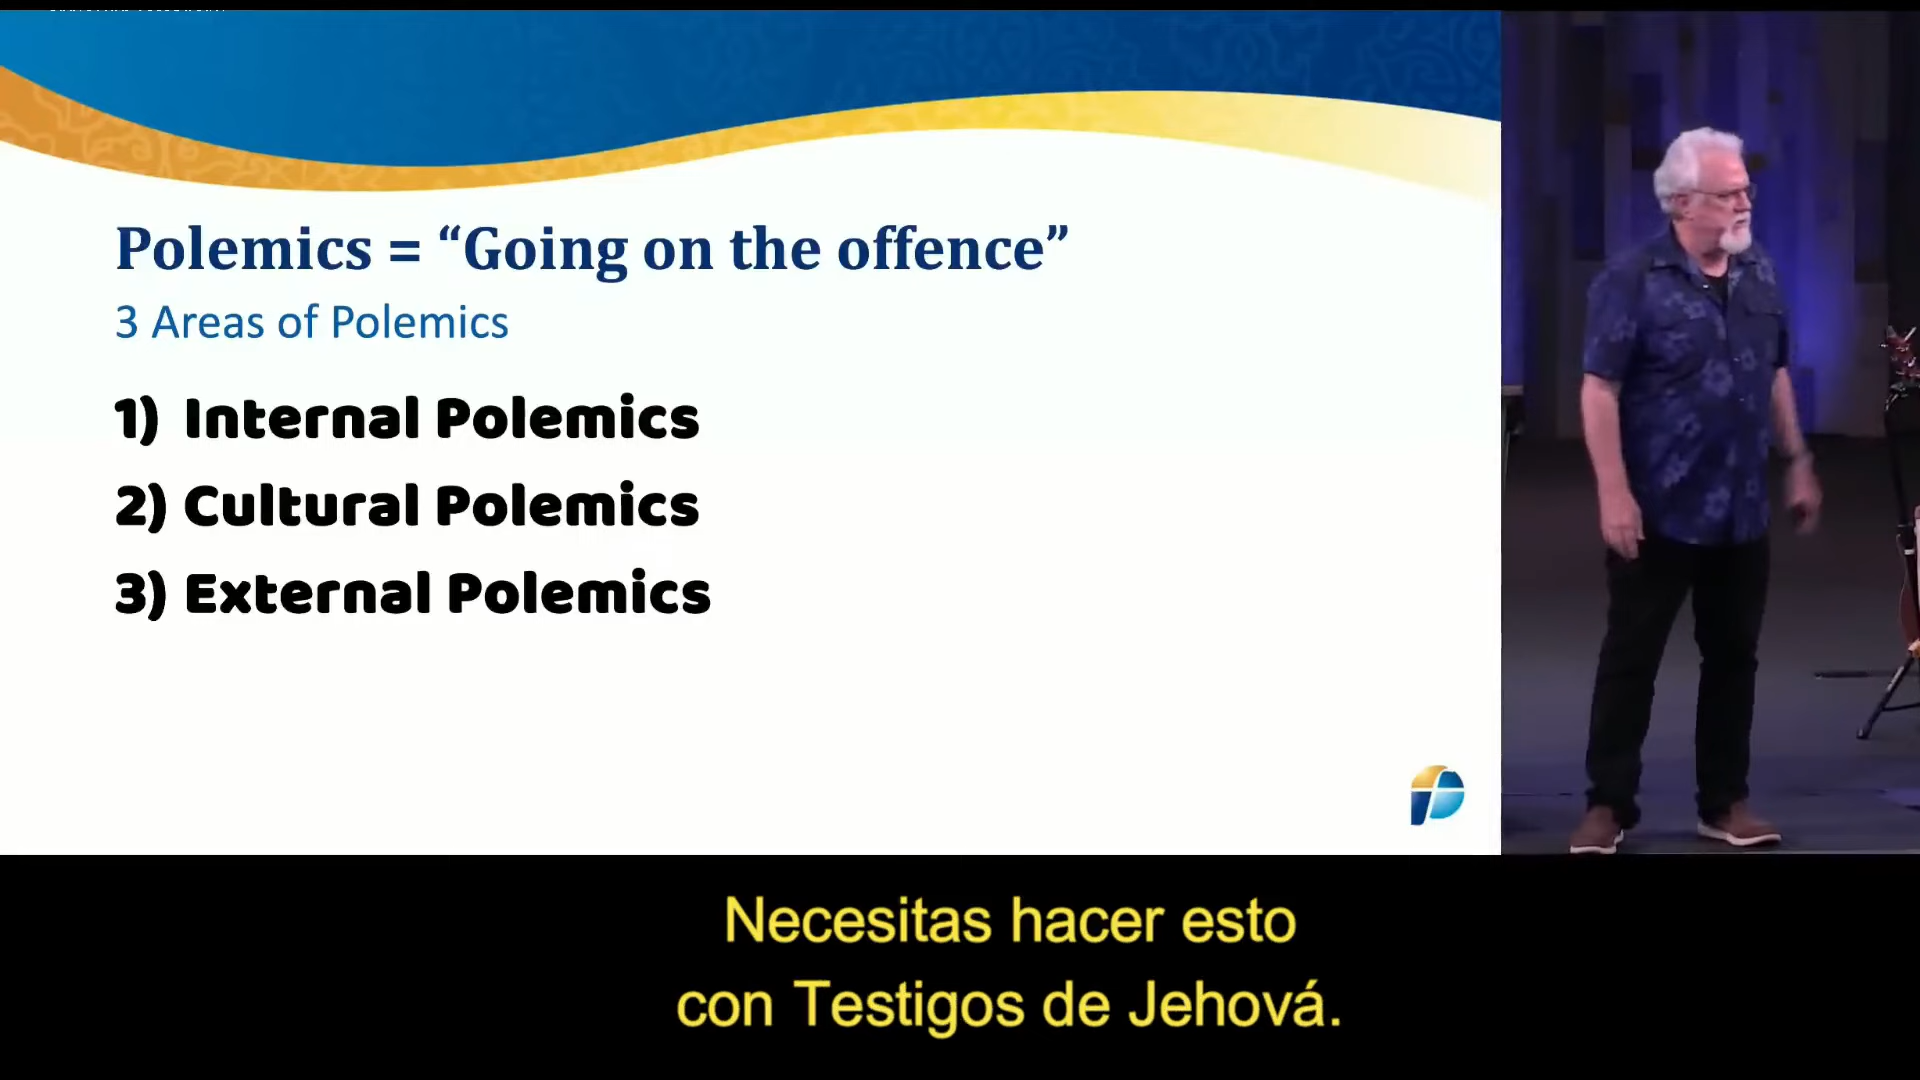 Polemics = “Going on the offence”
3 Areas of Polemics
1) Internal Polemics
2) Cultural Polemics
3) External Polemics
Necesitas hacer esto
con Testigos de Jehová.